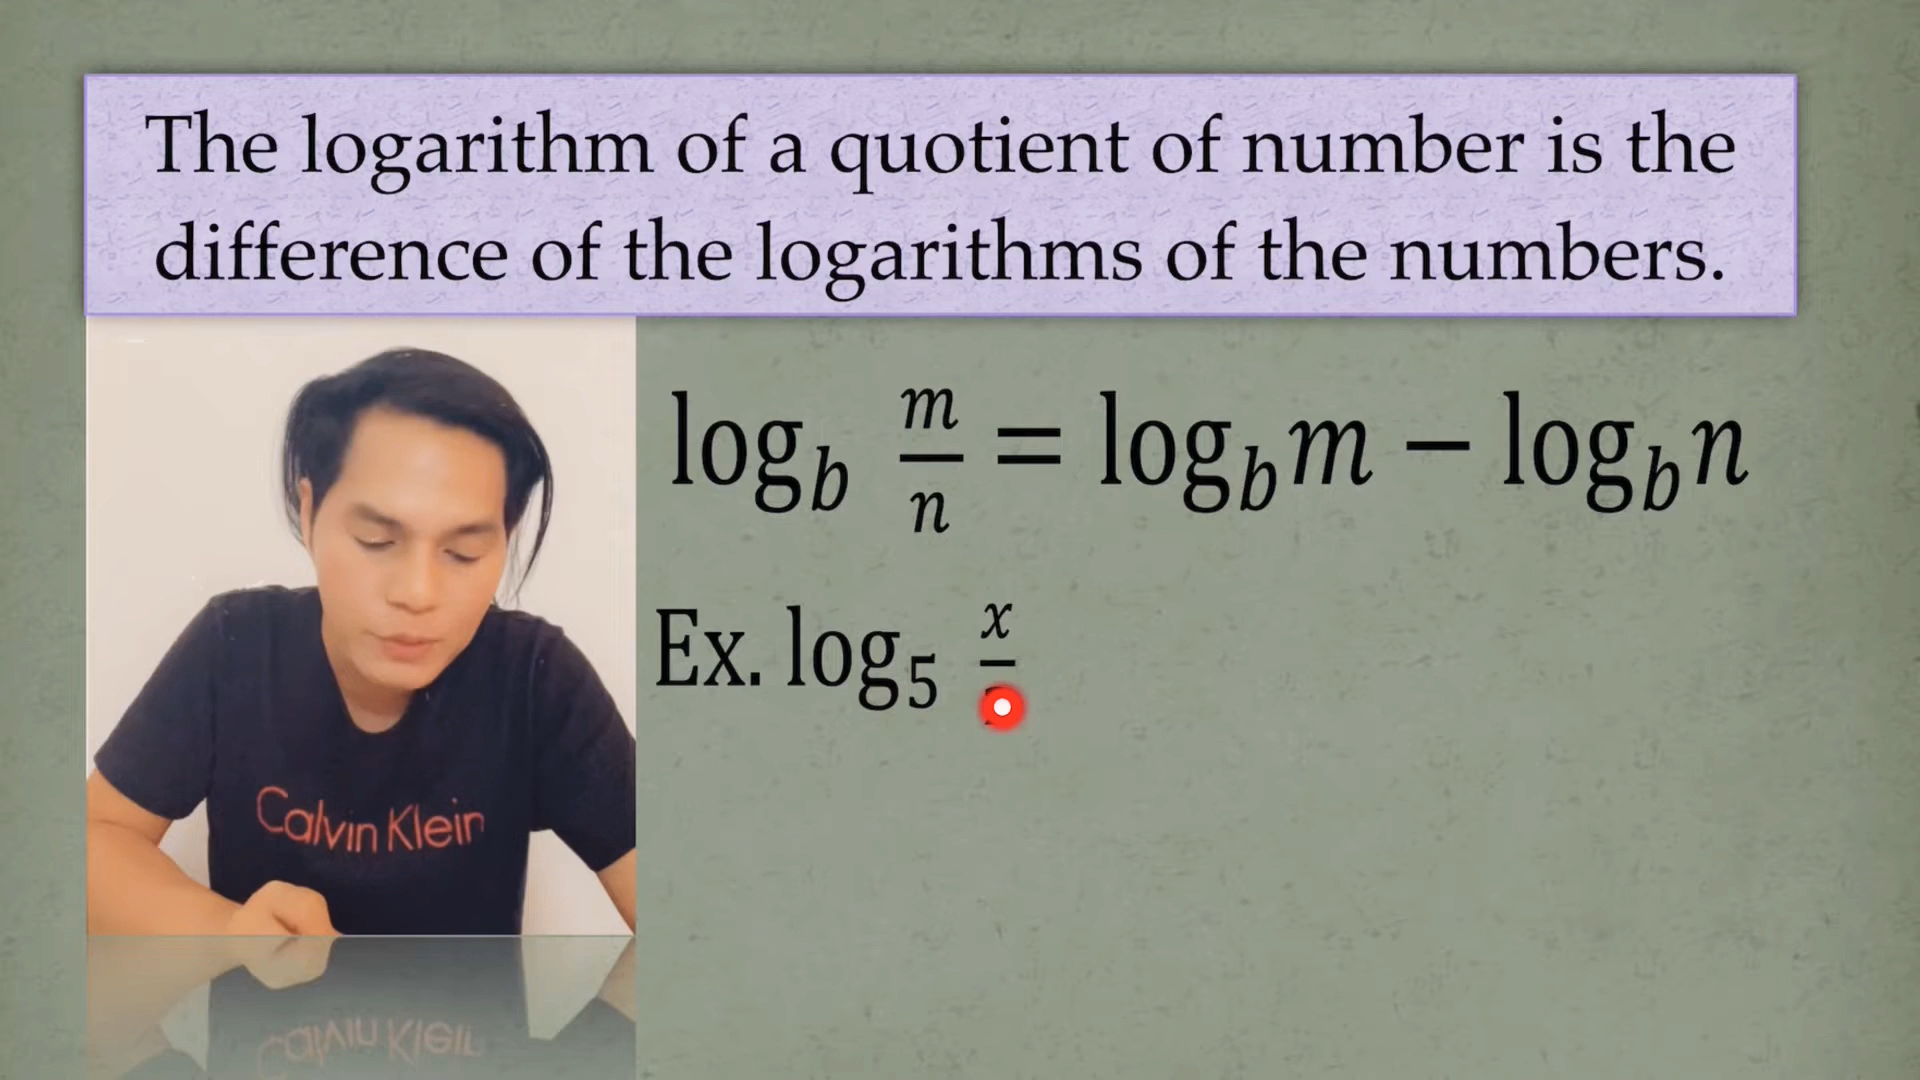 The logarithm of a quotient of number is the
difference of the logarithms of the numbers.
log_b m/n = log_b m − log_b n
Ex. log_5 x/
Calvin Klein